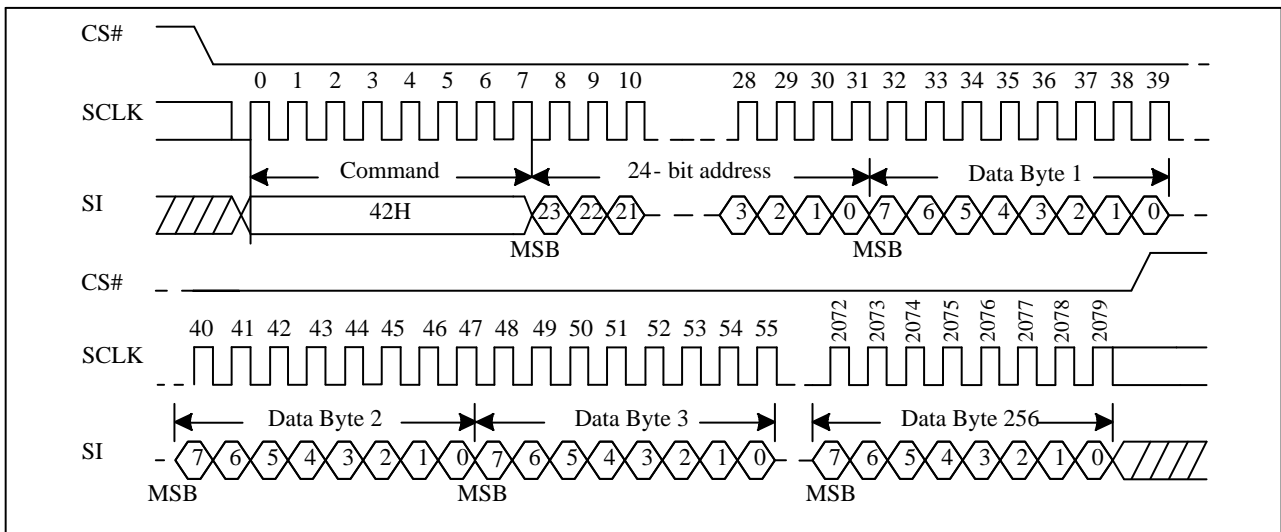 CS#
0 1 2 3 4 5 6 7 8 9 10 28 29 30 31 32 33 34 35 36 37 38 39
SCLK
Command 24- bit address Data Byte 1
SI 42H 23 22 21 3 2 1 0 7 6 5 4 3 2 1 0
MSB MSB
CS#
40 41 42 43 44 45 46 47 48 49 50 51 52 53 54 55 2072 2073 2074 2075 2076 2077 2078 2079
SCLK
Data Byte 2 Data Byte 3 Data Byte 256
SI 7 6 5 4 3 2 1 0 7 6 5 4 3 2 1 0 7 6 5 4 3 2 1 0
MSB MSB MSB